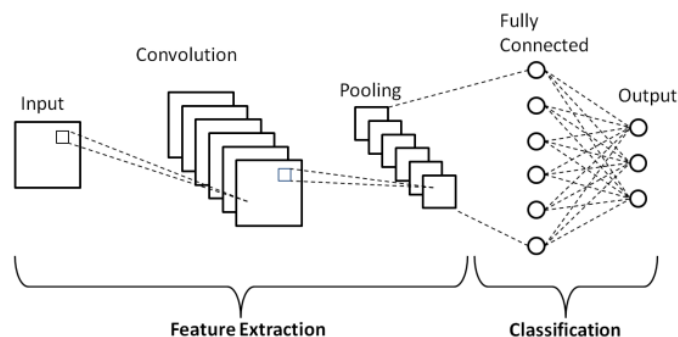 Input
Convolution
Pooling
Fully
Connected
Output
Feature Extraction
Classification